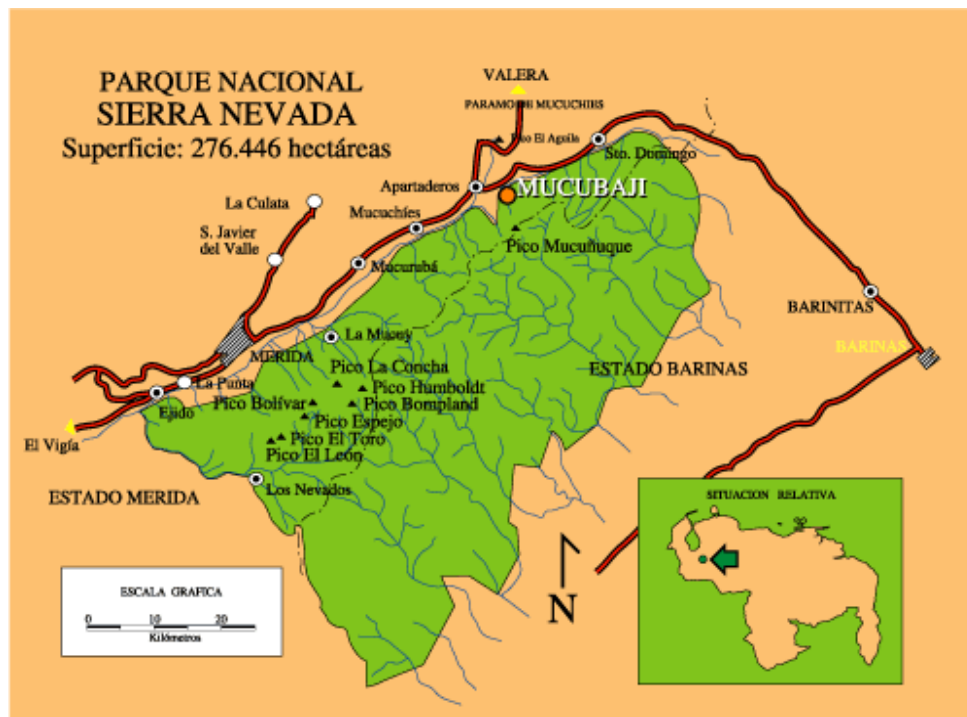 PARQUE NACIONAL
SIERRA NEVADA
Superficie: 276.446 hectáreas
VALERA
PARAMO DE MUCUCHIES
Pico El Aguila
Sto. Domingo
Apartaderos
MUCUBAJI
La Culata
Mucuchíes
S. Javier
del Valle
Pico Mucuñuque
Mucurubá
BARINITAS
La Mucuy
MERIDA
BARINAS
Pico La Concha
ESTADO BARINAS
La Punta
Pico Humboldt
Pico Bolívar
Pico Bompland
Ejido
Pico Espejo
El Vigía
Pico El Toro
Pico El León
Los Nevados
ESTADO MERIDA
SITUACION RELATIVA
ESCALA GRAFICA
0 10 20
Kilómetros
N